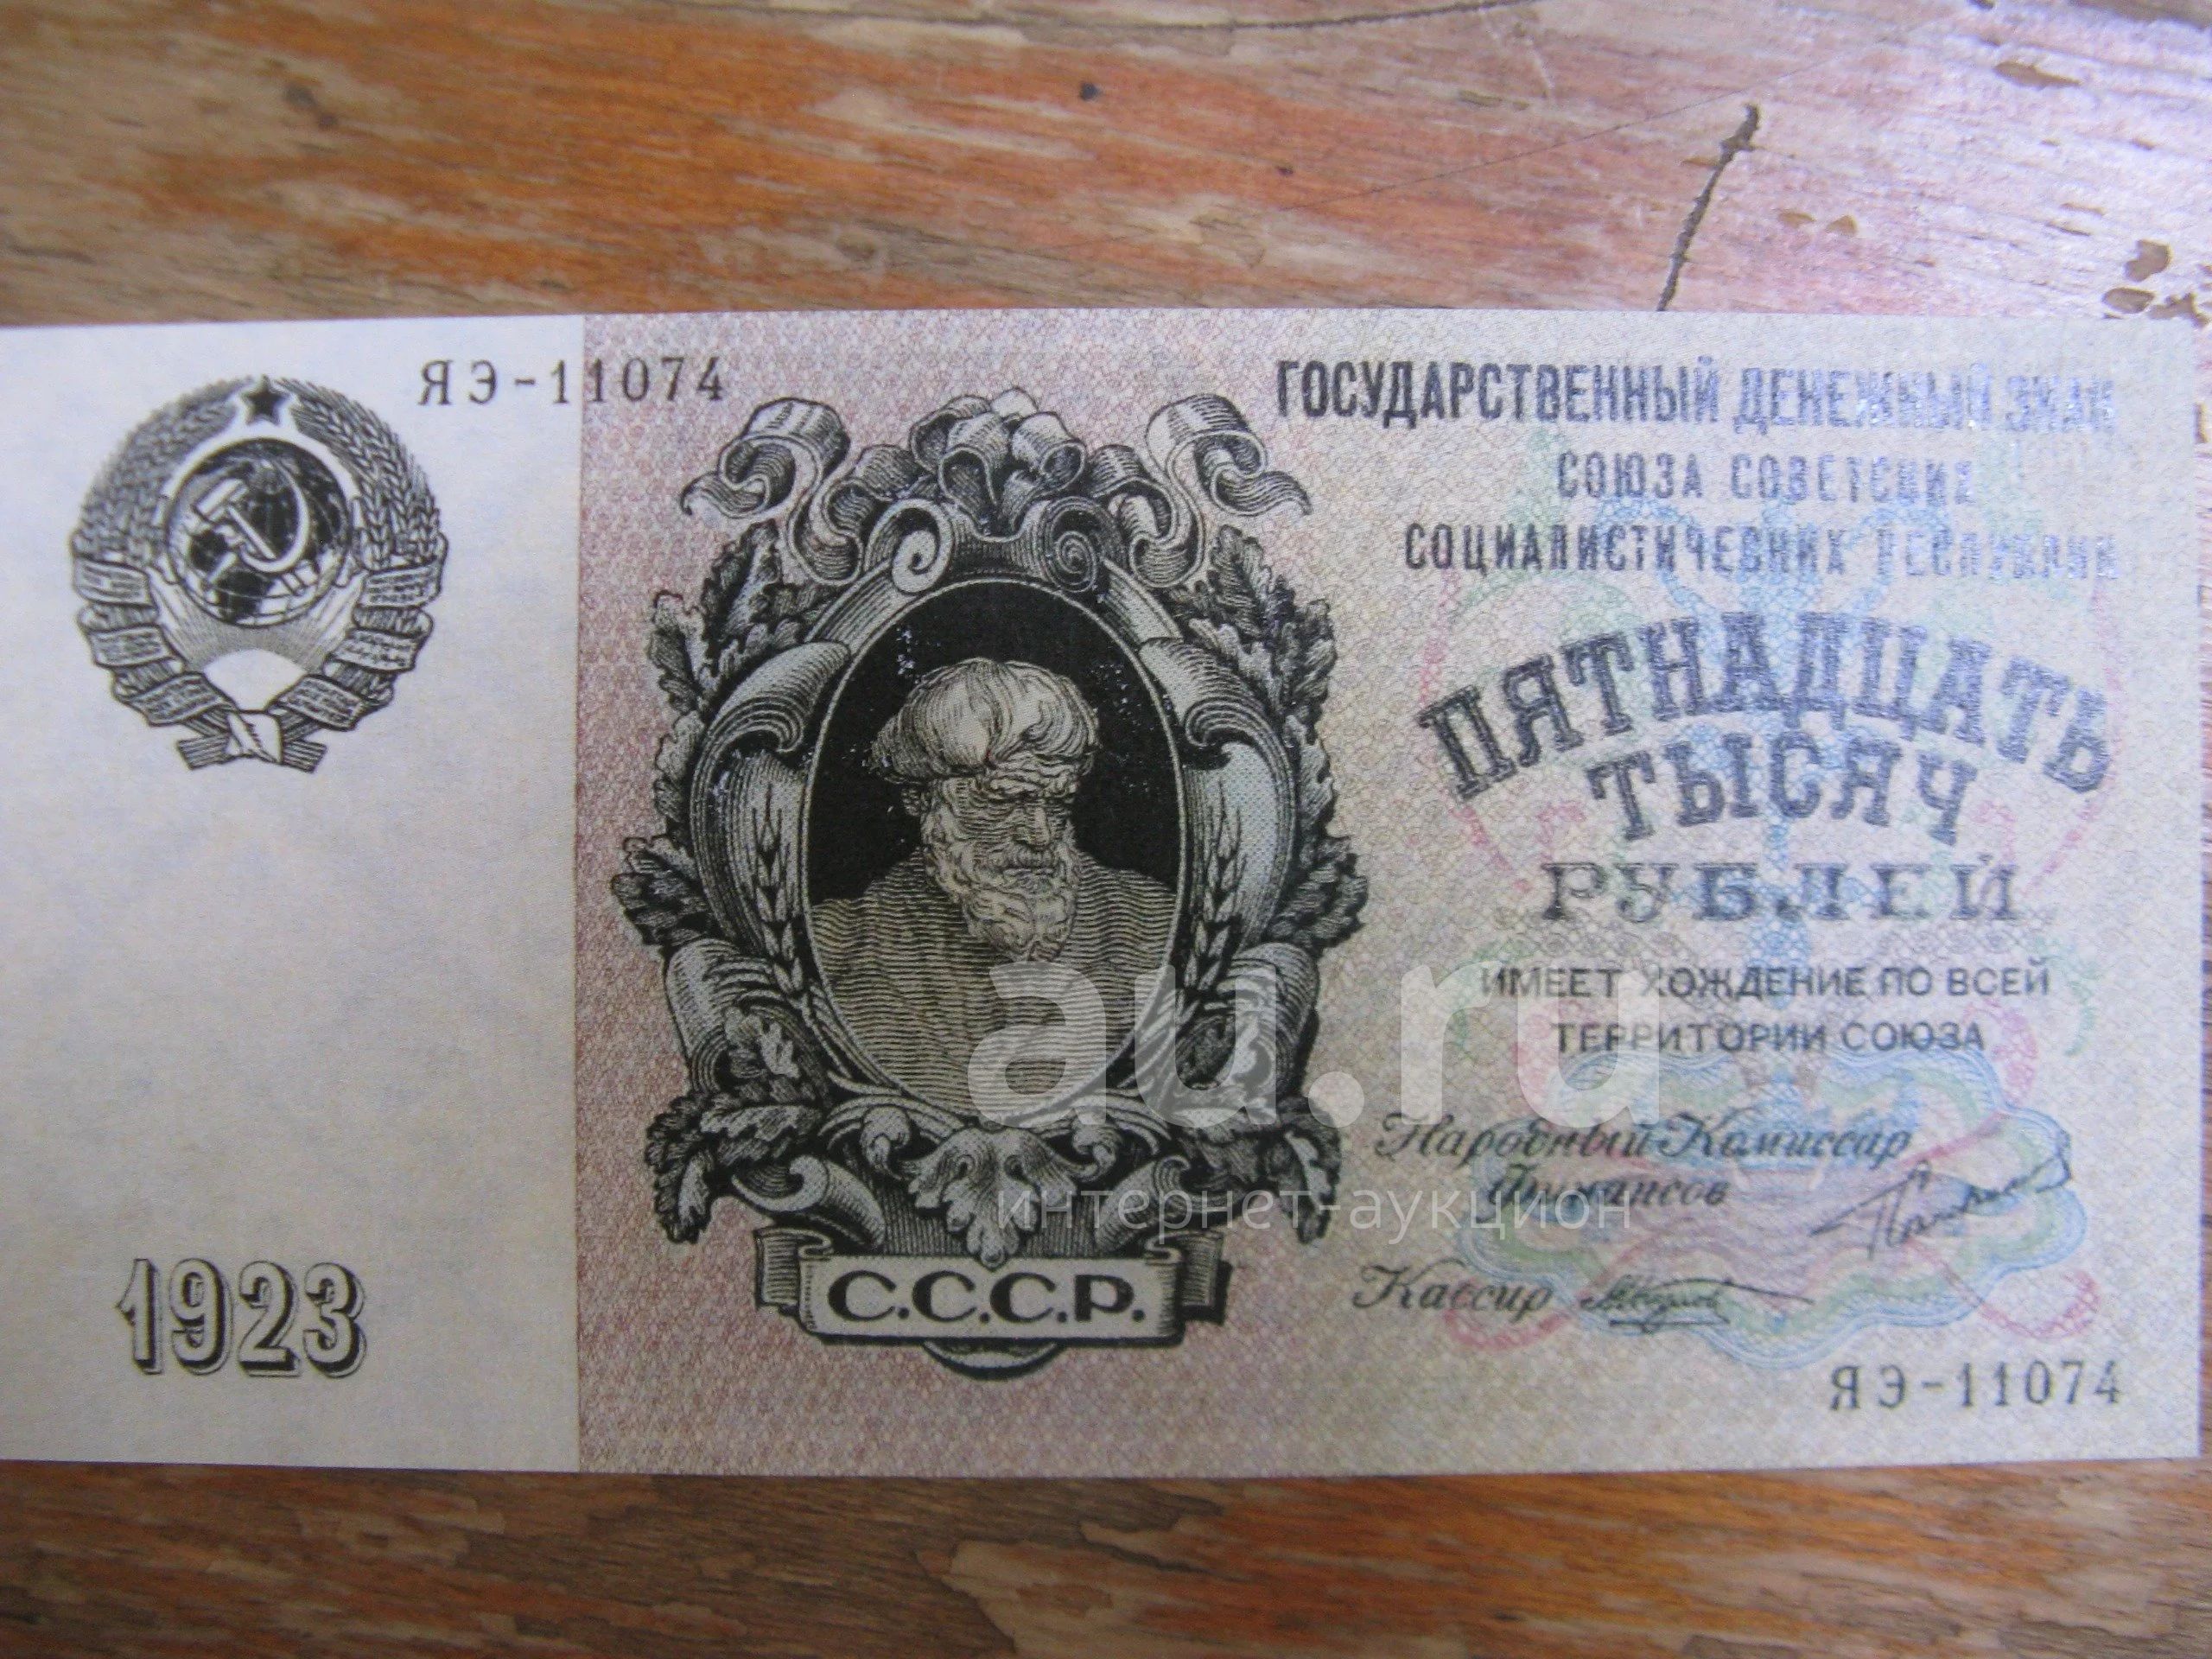 ЯЭ-11074
ГОСУДАРСТВЕННЫЙ ДЕНЕЖНЫЙ ЗНАК
СОЮЗА СОВЕТСКИХ
СОЦИАЛИСТИЧЕСКИХ РЕСПУБЛИК
ПЯТНАДЦАТЬ
ТЫСЯЧ
РУБЛЕЙ
ИМЕЕТ ХОЖДЕНИЕ ПО ВСЕЙ
ТЕРРИТОРИИ СОЮЗА
Народный Комиссар
Финансов
Кассир
ЯЭ-11074
С.С.С.Р.
1923
au.ru
интернет-аукцион